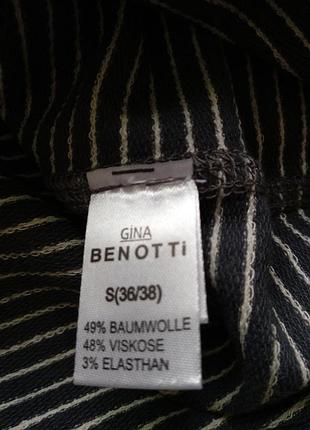 GiNA
BENOTTi
S(36/38)
49% BAUMWOLLE
48% VISKOSE
3% ELASTHAN